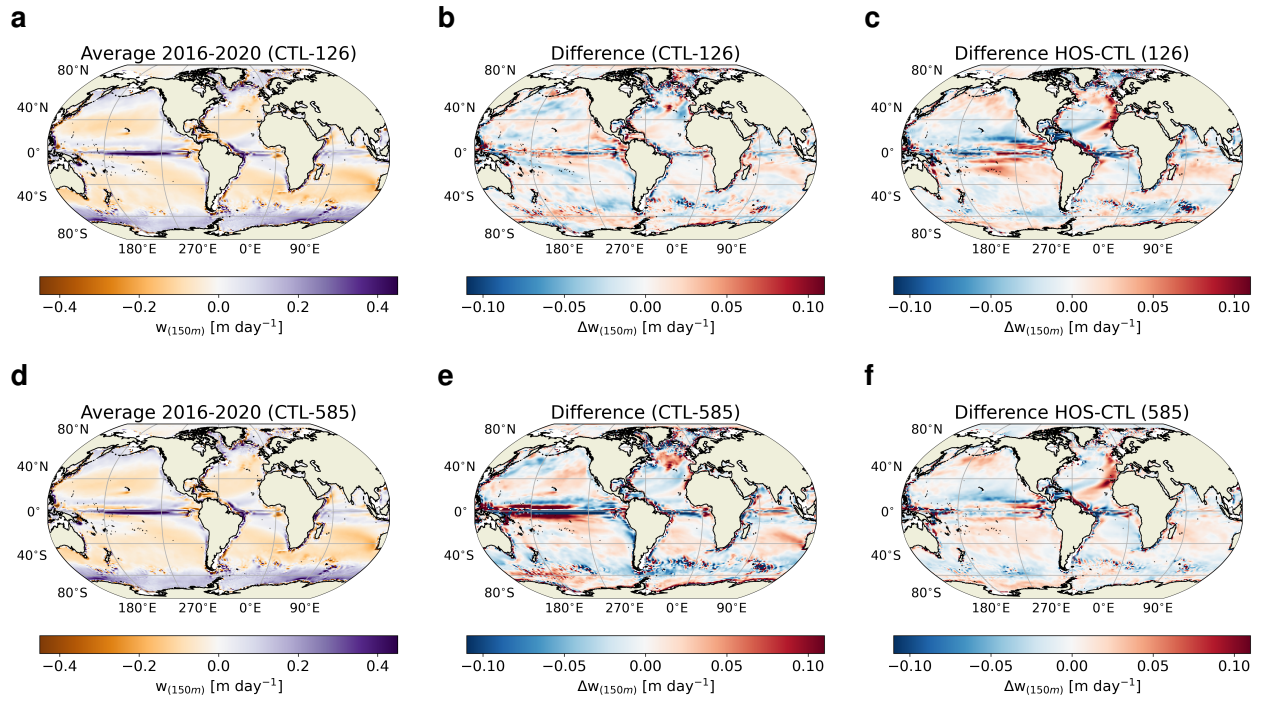 a
b
c
Average 2016-2020 (CTL-126)
Difference (CTL-126)
Difference HOS-CTL (126)
80°N
40°N
0°
40°S
80°S
180°E 270°E 0°E 90°E
80°N
40°N
0°
40°S
80°S
180°E 270°E 0°E 90°E
80°N
40°N
0°
40°S
80°S
180°E 270°E 0°E 90°E
−0.4 −0.2 0.0 0.2 0.4
w(150m) [m day⁻¹]
−0.10 −0.05 0.00 0.05 0.10
Δw(150m) [m day⁻¹]
−0.10 −0.05 0.00 0.05 0.10
Δw(150m) [m day⁻¹]
d
e
f
Average 2016-2020 (CTL-585)
Difference (CTL-585)
Difference HOS-CTL (585)
80°N
40°N
0°
40°S
80°S
180°E 270°E 0°E 90°E
80°N
40°N
0°
40°S
80°S
180°E 270°E 0°E 90°E
80°N
40°N
0°
40°S
80°S
180°E 270°E 0°E 90°E
−0.4 −0.2 0.0 0.2 0.4
w(150m) [m day⁻¹]
−0.10 −0.05 0.00 0.05 0.10
Δw(150m) [m day⁻¹]
−0.10 −0.05 0.00 0.05 0.10
Δw(150m) [m day⁻¹]